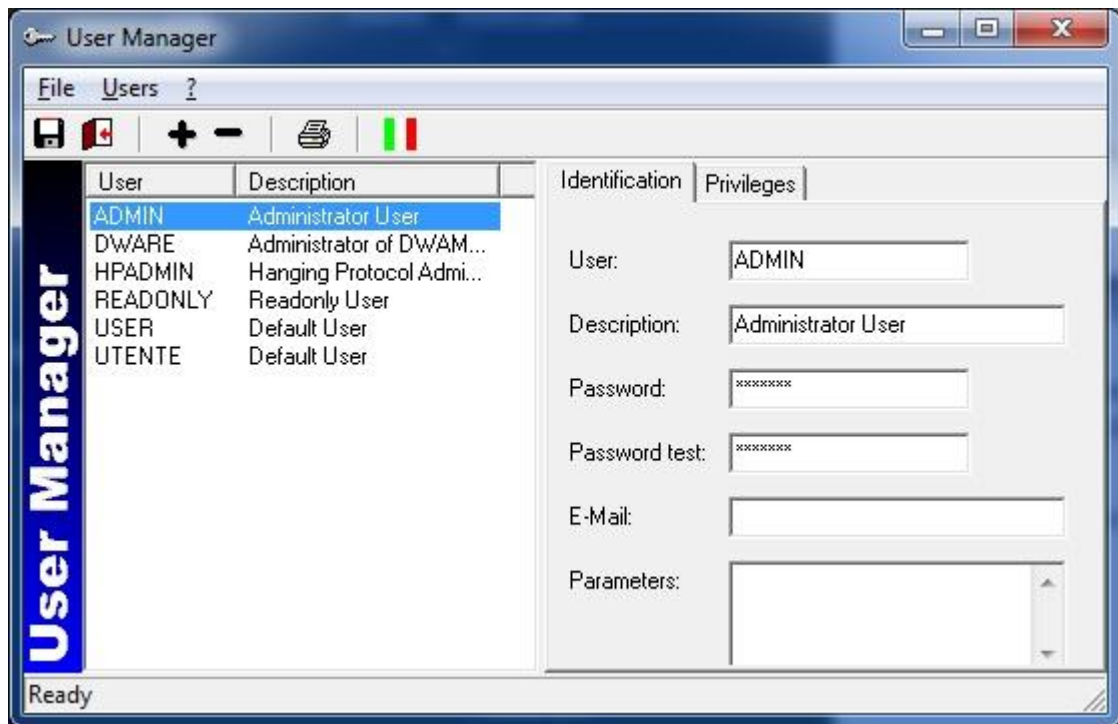 User Manager
File Users ?
User Description
ADMIN Administrator User
DWARE Administrator of DWAM...
HPADMIN Hanging Protocol Admi...
READONLY Readonly User
USER Default User
UTENTE Default User
User Manager
Identification Privileges
User: ADMIN
Description: Administrator User
Password: *******
Password test: *******
E-Mail:
Parameters:
Ready